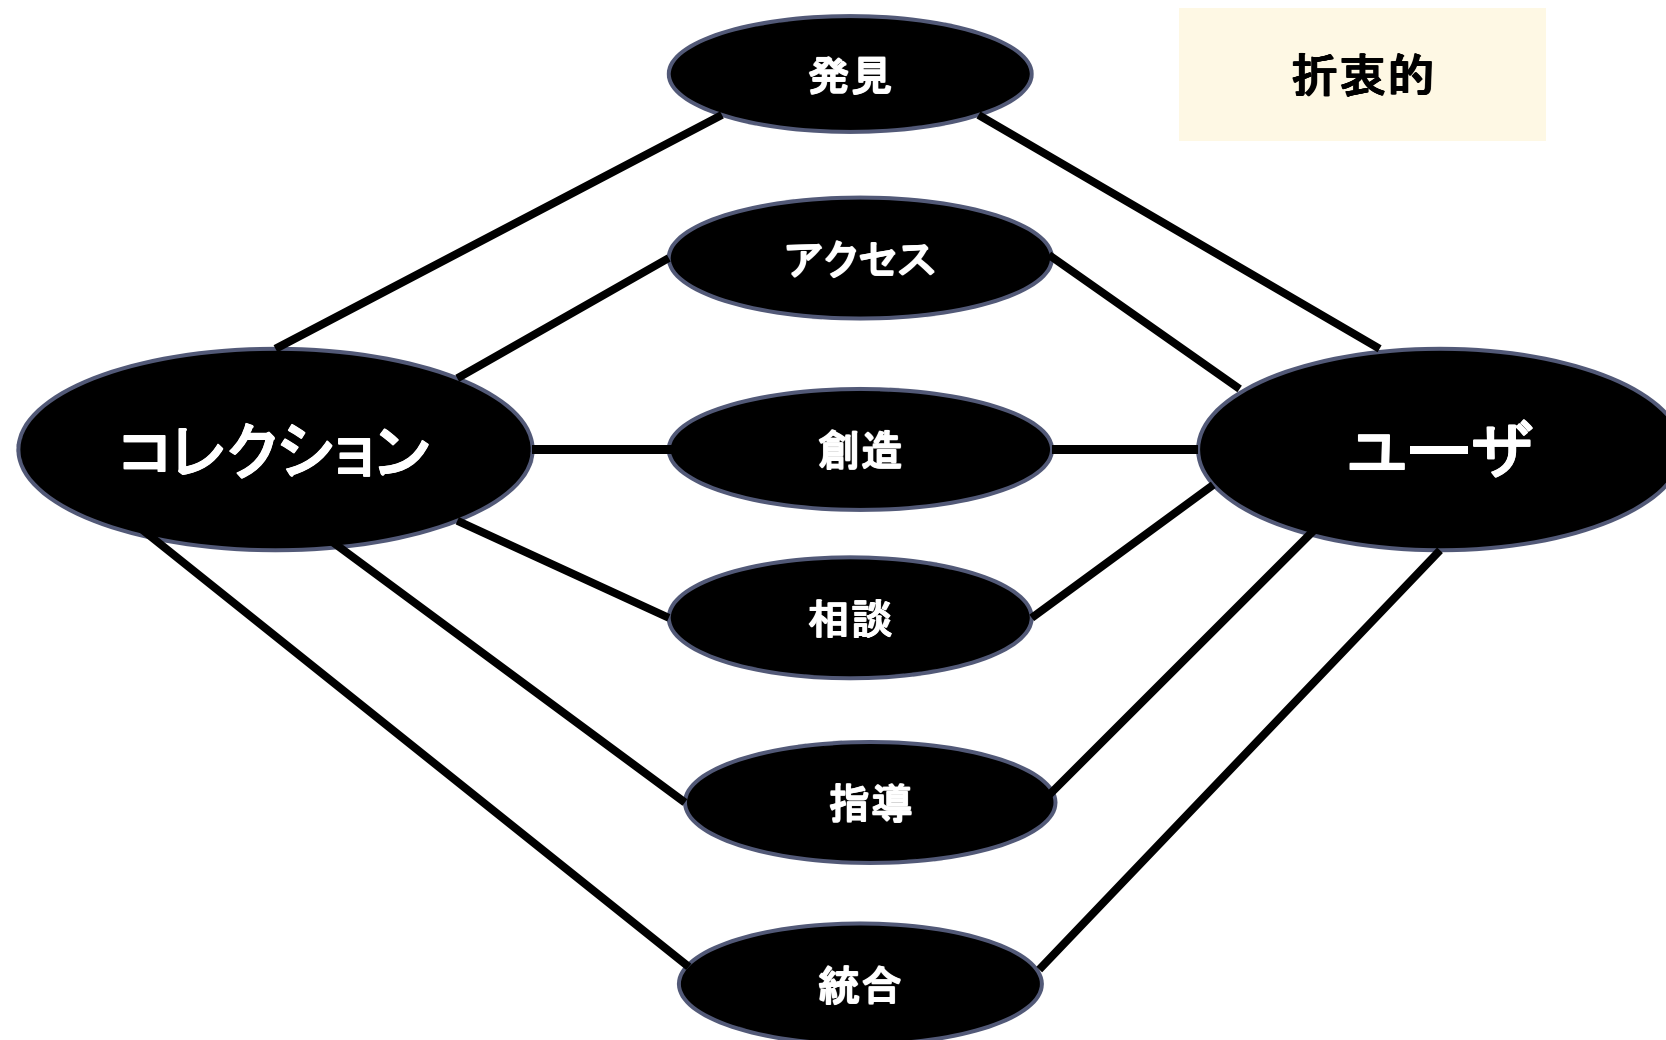 発見
折衷的
アクセス
コレクション
創造
ユーザ
相談
指導
統合